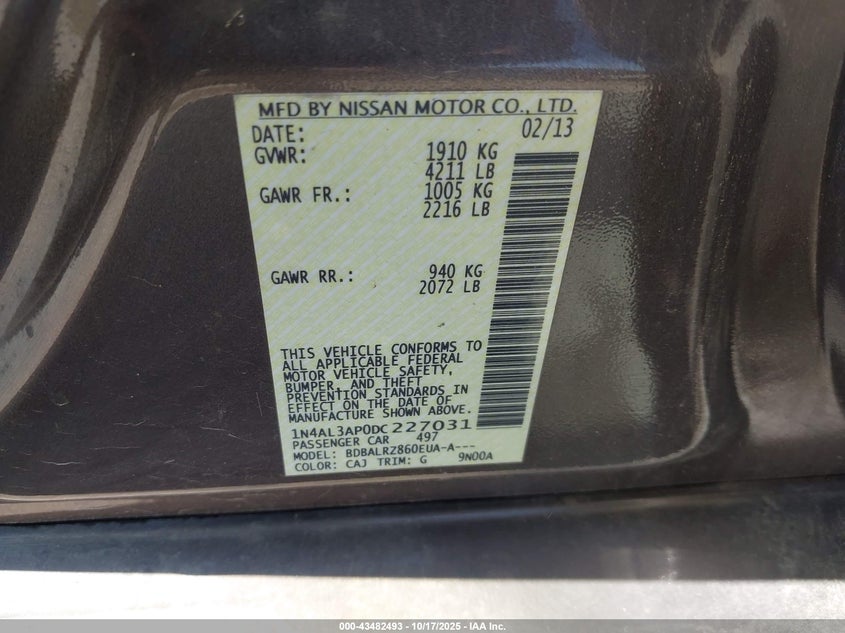 MFD BY NISSAN MOTOR CO., LTD.
DATE: 02/13
GVWR: 1910 KG
4211 LB
GAWR FR.: 1005 KG
2216 LB
GAWR RR.: 940 KG
2072 LB
THIS VEHICLE CONFORMS TO
ALL APPLICABLE FEDERAL
MOTOR VEHICLE SAFETY,
BUMPER, AND THEFT
PREVENTION STANDARDS IN
EFFECT ON THE DATE OF
MANUFACTURE SHOWN ABOVE.
1N4AL3AP0DC227031
PASSENGER CAR 497
MODEL: BDBALRZ860EUA-A---
COLOR: CAJ TRIM: G 9N00A
000-43482493 - 10/17/2025 - IAA Inc.